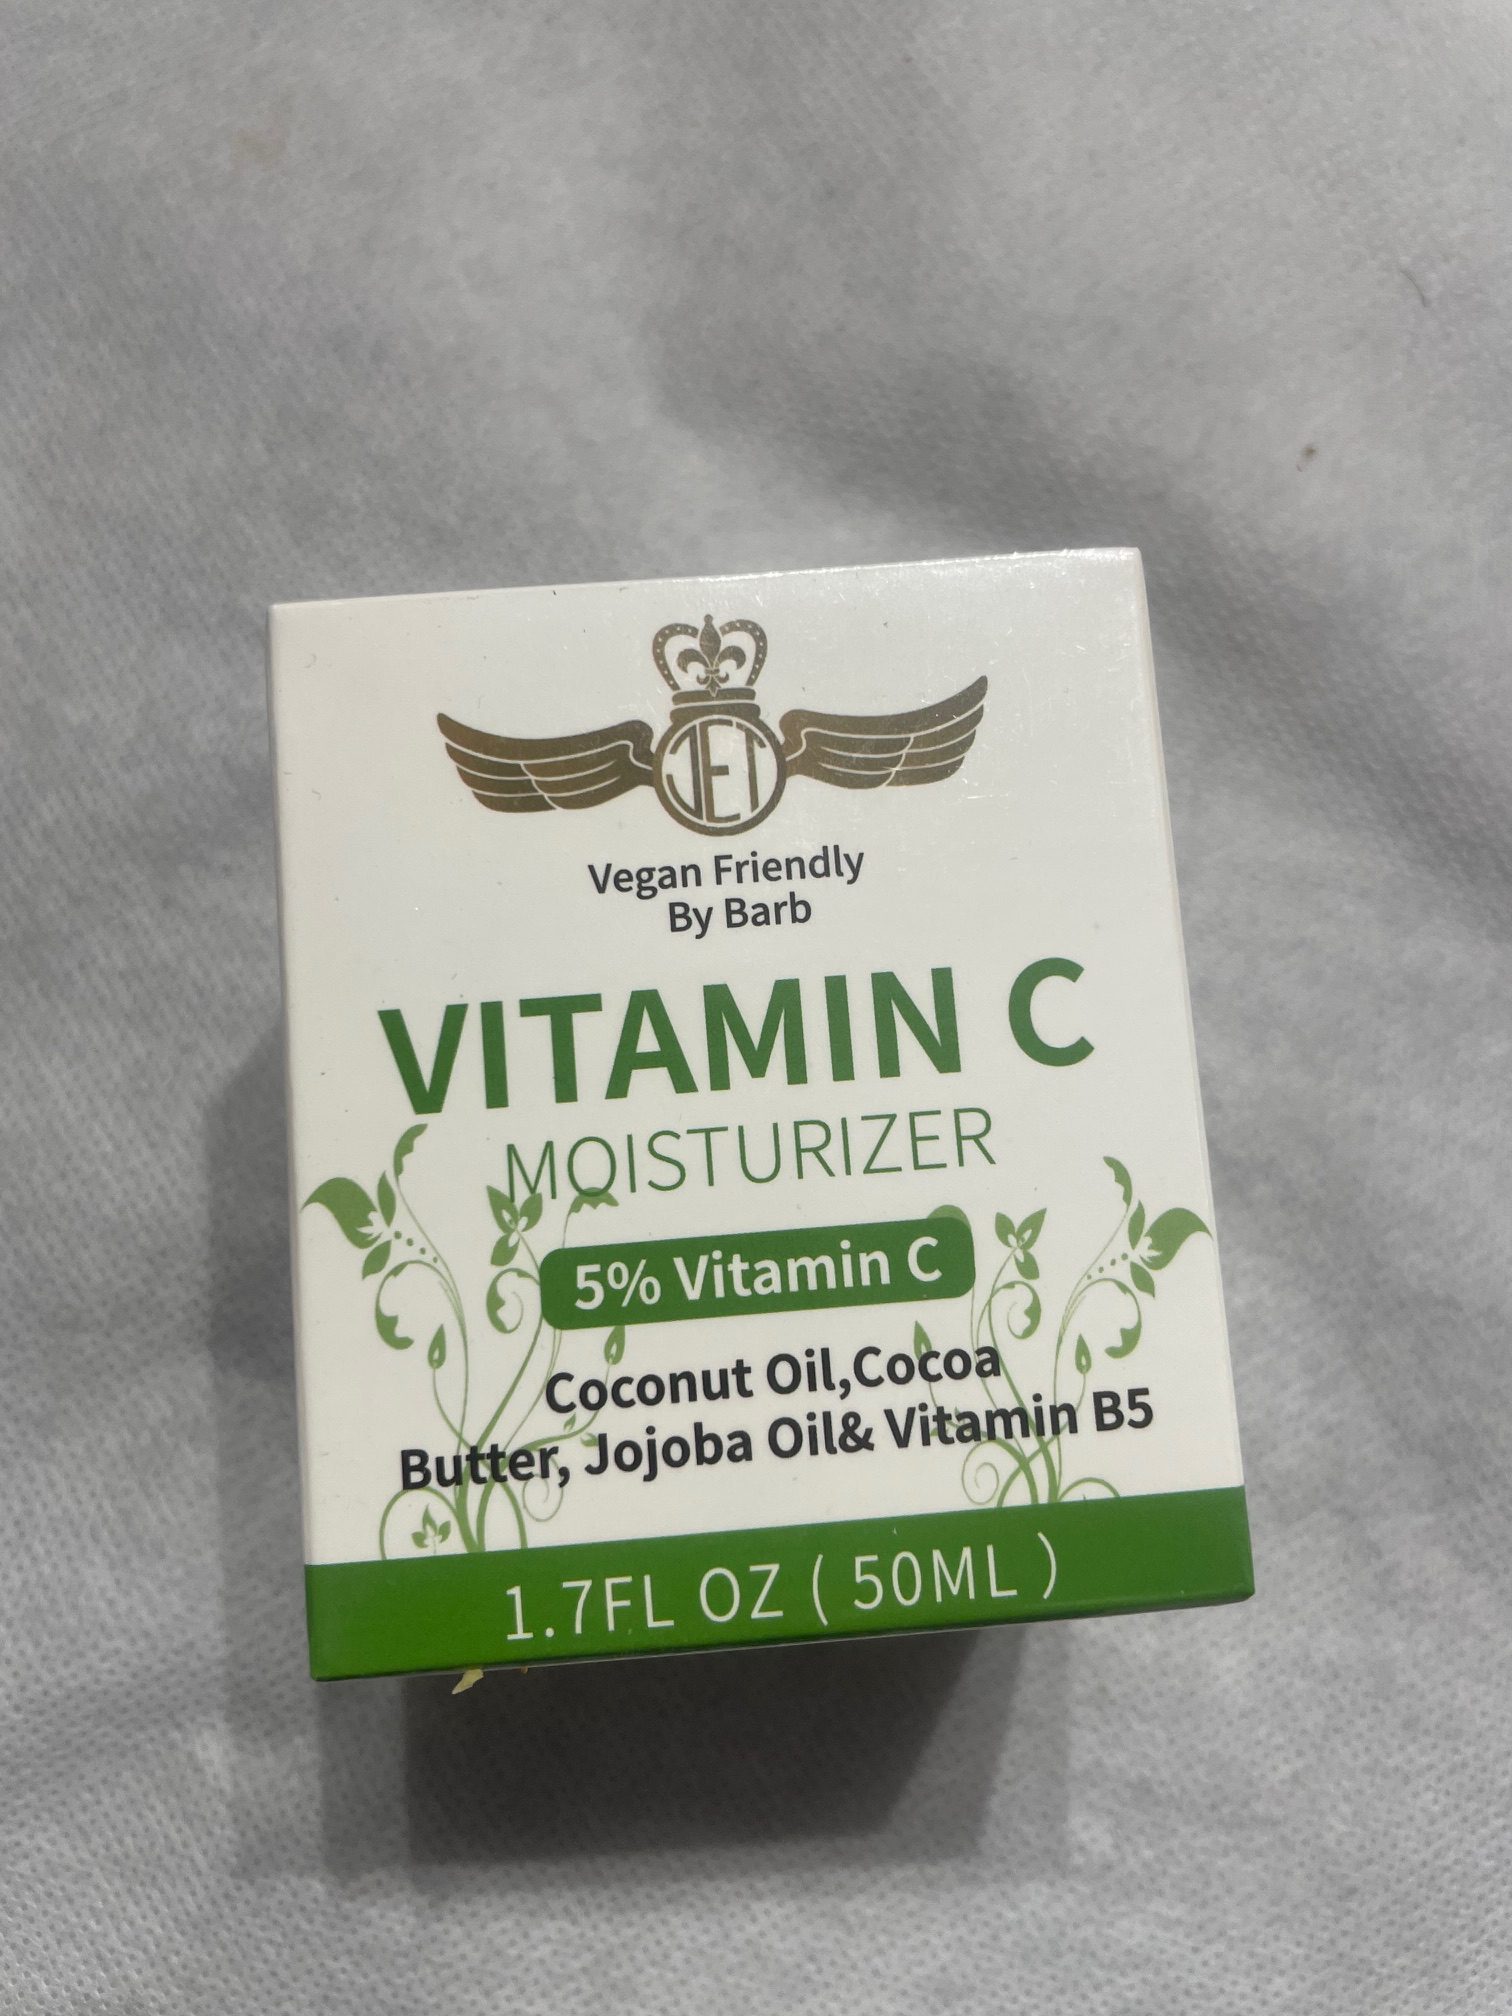 JET
Vegan Friendly
By Barb
VITAMIN C
MOISTURIZER
5% Vitamin C
Coconut Oil,Cocoa
Butter, Jojoba Oil& Vitamin B5
1.7FL OZ ( 50ML )